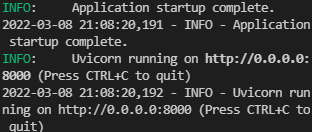 INFO:     Application startup complete.
2022-03-08 21:08:20,191 - INFO - Application
 startup complete.
INFO:     Uvicorn running on http://0.0.0.0:
8000 (Press CTRL+C to quit)
2022-03-08 21:08:20,192 - INFO - Uvicorn run
ning on http://0.0.0.0:8000 (Press CTRL+C to
 quit)